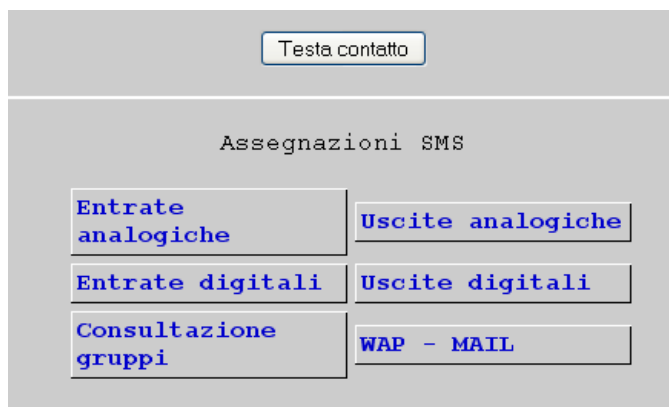 Testa contatto
Assegnazioni SMS
Entrate
analogiche
Uscite analogiche
Entrate digitali
Uscite digitali
Consultazione
gruppi
WAP - MAIL